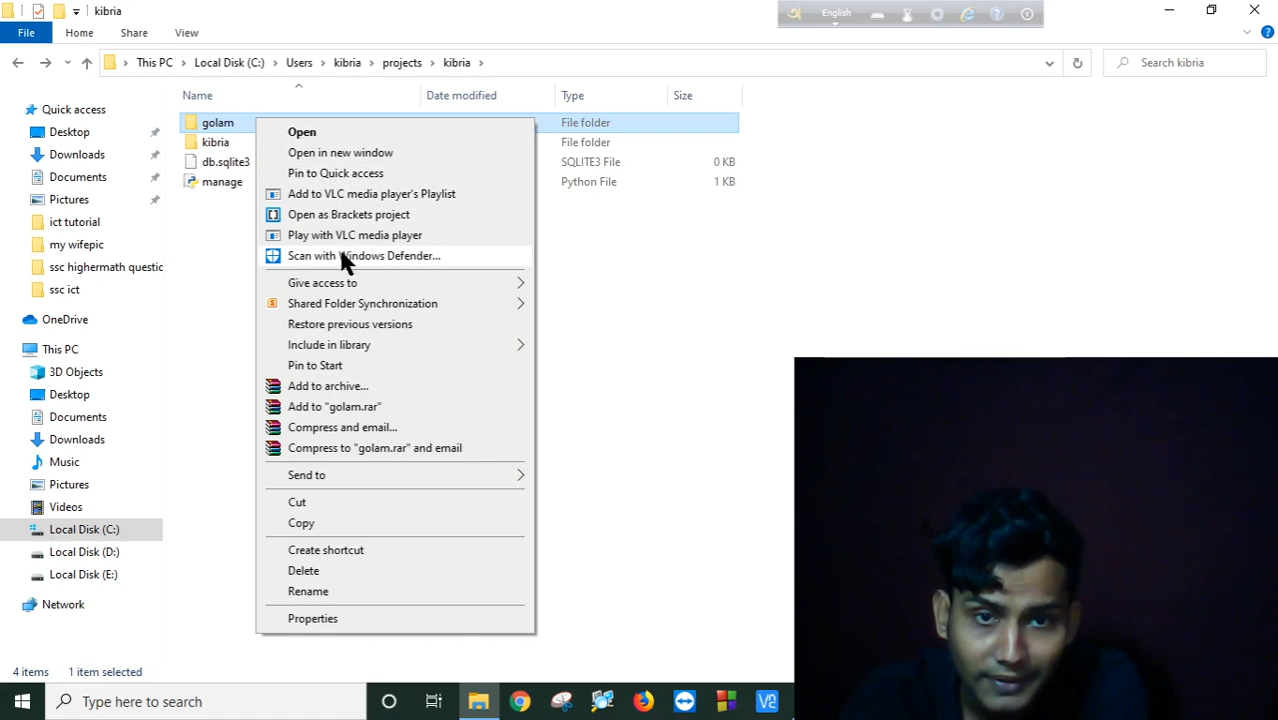 kibria
অ English
File Home Share View
This PC Local Disk (C:) Users kibria projects kibria
Search kibria
Name Date modified Type Size
Quick access
Desktop
Downloads
Documents
Pictures
ict tutorial
my wifepic
ssc highermath questic
ssc ict
OneDrive
This PC
3D Objects
Desktop
Documents
Downloads
Music
Pictures
Videos
Local Disk (C:)
Local Disk (D:)
Local Disk (E:)
Network
golam File folder
kibria File folder
db.sqlite3 SQLITE3 File 0 KB
manage Python File 1 KB
Open
Open in new window
Pin to Quick access
Add to VLC media player's Playlist
Open as Brackets project
Play with VLC media player
Scan with Windows Defender...
Give access to
Shared Folder Synchronization
Restore previous versions
Include in library
Pin to Start
Add to archive...
Add to "golam.rar"
Compress and email...
Compress to "golam.rar" and email
Send to
Cut
Copy
Create shortcut
Delete
Rename
Properties
4 items 1 item selected
Type here to search